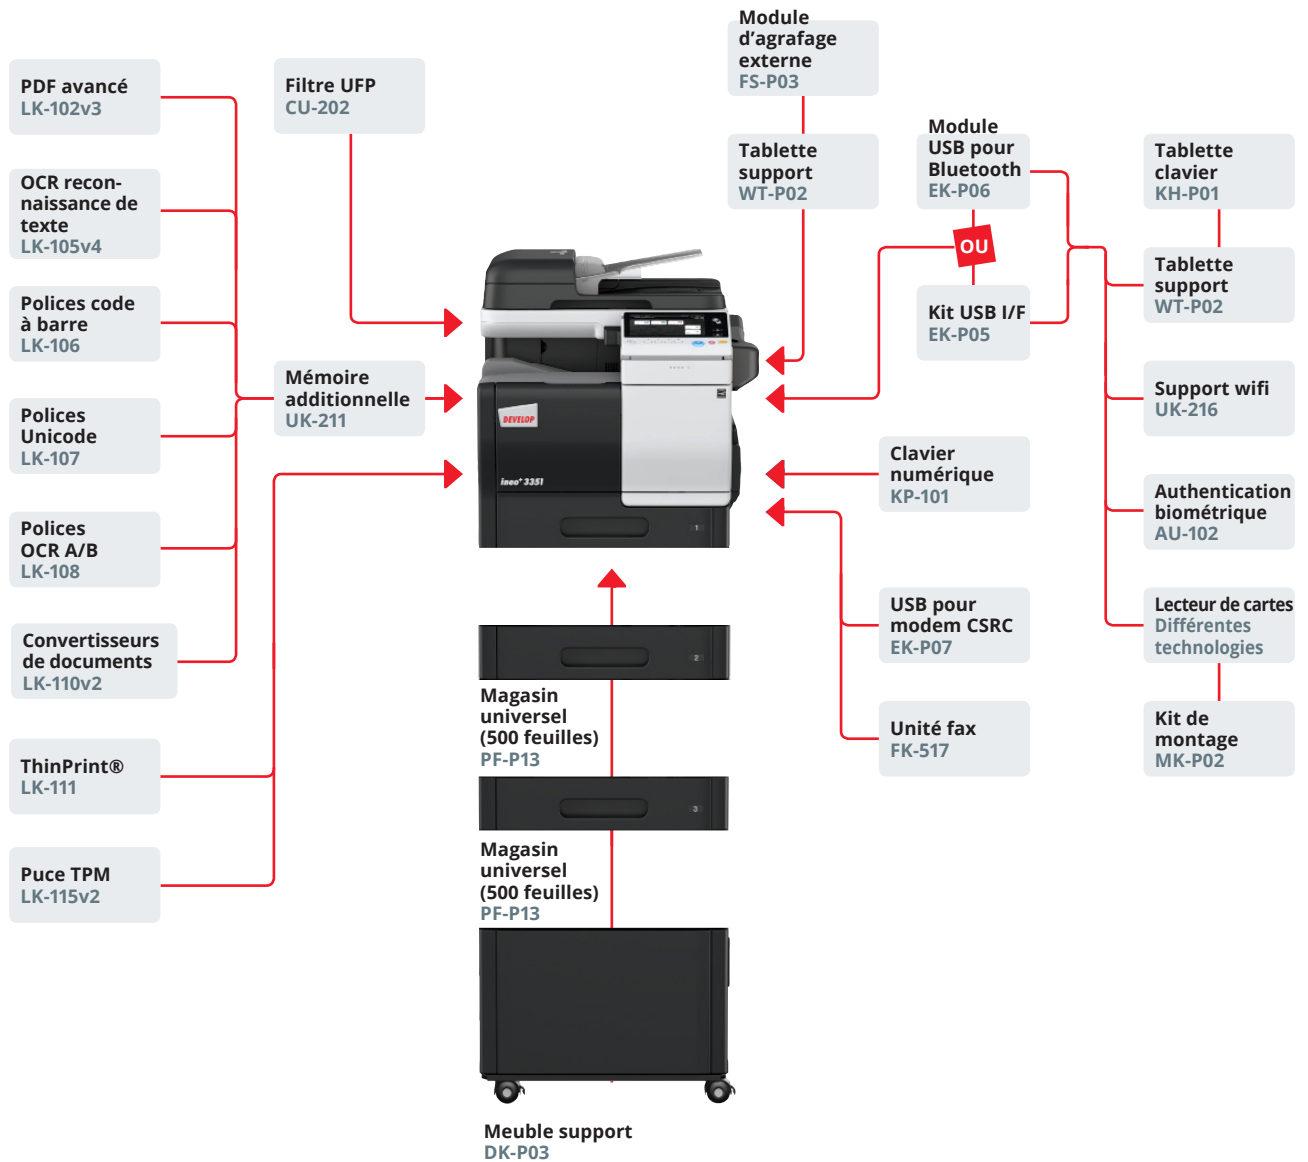 PDF avancé
LK-102v3
OCR recon-
naissance de
texte
LK-105v4
Polices code
à barre
LK-106
Polices
Unicode
LK-107
Polices
OCR A/B
LK-108
Convertisseurs
de documents
LK-110v2
ThinPrint®
LK-111
Puce TPM
LK-115v2
Filtre UFP
CU-202
Mémoire
additionnelle
UK-211
DEVELOP
ineo+ 3351
1
2
Magasin
universel
(500 feuilles)
PF-P13
3
Magasin
universel
(500 feuilles)
PF-P13
Meuble support
DK-P03
Module
d’agrafage
externe
FS-P03
Tablette
support
WT-P02
Module
USB pour
Bluetooth
EK-P06
OU
Kit USB I/F
EK-P05
Clavier
numérique
KP-101
USB pour
modem CSRC
EK-P07
Unité fax
FK-517
Tablette
clavier
KH-P01
Tablette
support
WT-P02
Support wifi
UK-216
Authentication
biométrique
AU-102
Lecteur de cartes
Différentes
technologies
Kit de
montage
MK-P02